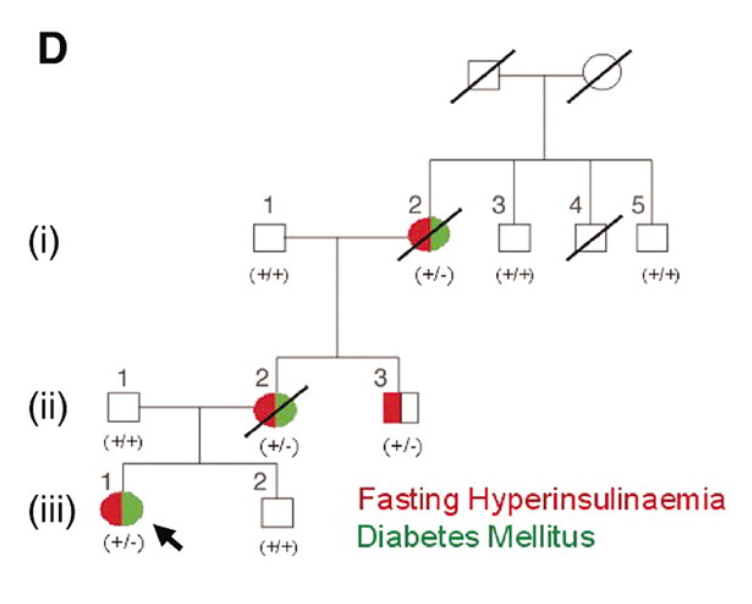 D
1 2 3 4 5
(i)
(+/+) (+/-) (+/+) (+/+)
1 2 3
(ii)
(+/+) (+/-) (+/-)
1 2
(iii)
(+/-) (+/+)
Fasting Hyperinsulinaemia
Diabetes Mellitus